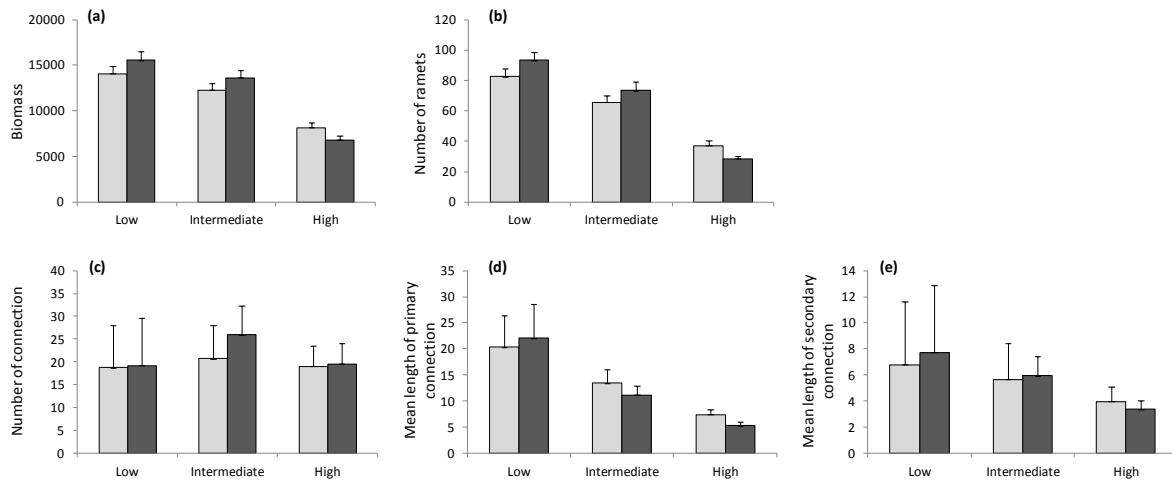 (a)
Biomass
20000
15000
10000
5000
0
Low Intermediate High
(b)
Number of ramets
120
100
80
60
40
20
0
Low Intermediate High
(c)
Number of connection
40
35
30
25
20
15
10
5
0
Low Intermediate High
(d)
Mean length of primary
connection
35
30
25
20
15
10
5
0
Low Intermediate High
(e)
Mean length of secondary
connection
14
12
10
8
6
4
2
0
Low Intermediate High